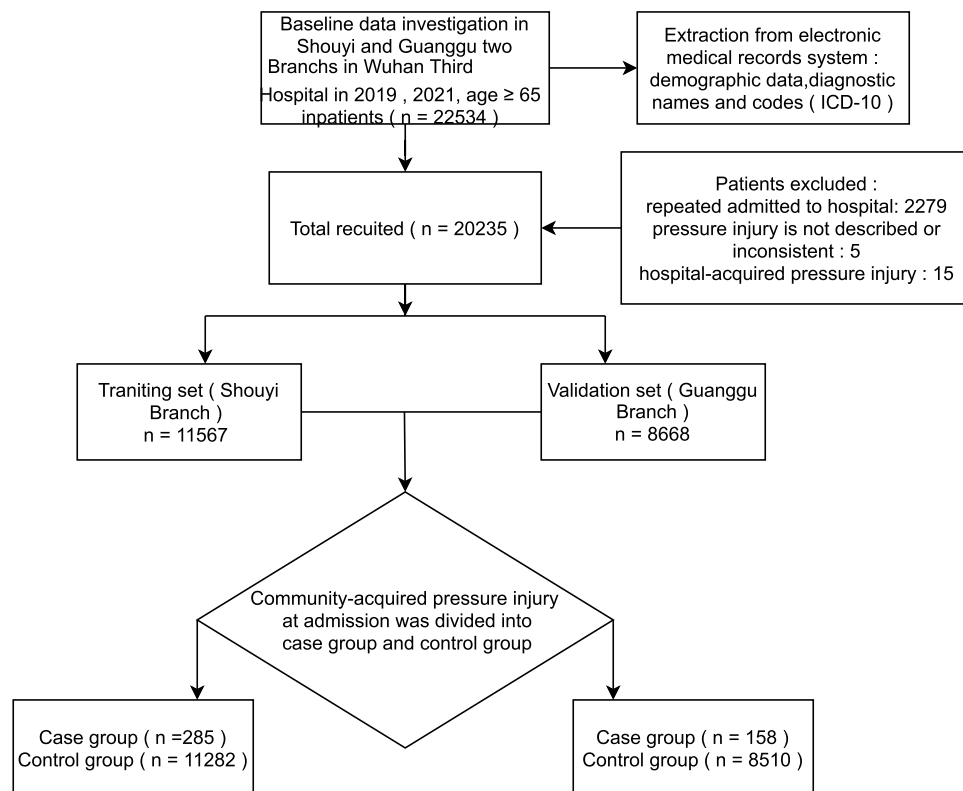 Baseline data investigation in
Shouyi and Guanggu two
Branchs in Wuhan Third
Hospital in 2019 , 2021, age ≥ 65
inpatients ( n = 22534 )
Extraction from electronic
medical records system :
demographic data,diagnostic
names and codes ( ICD-10 )
Total recuited ( n = 20235 )
Patients excluded :
repeated admitted to hospital: 2279
pressure injury is not described or
inconsistent : 5
hospital-acquired pressure injury : 15
Traniting set ( Shouyi
Branch )
n = 11567
Validation set ( Guanggu
Branch )
n = 8668
Community-acquired pressure injury
at admission was divided into
case group and control group
Case group ( n =285 )
Control group ( n = 11282 )
Case group ( n = 158 )
Control group ( n = 8510 )